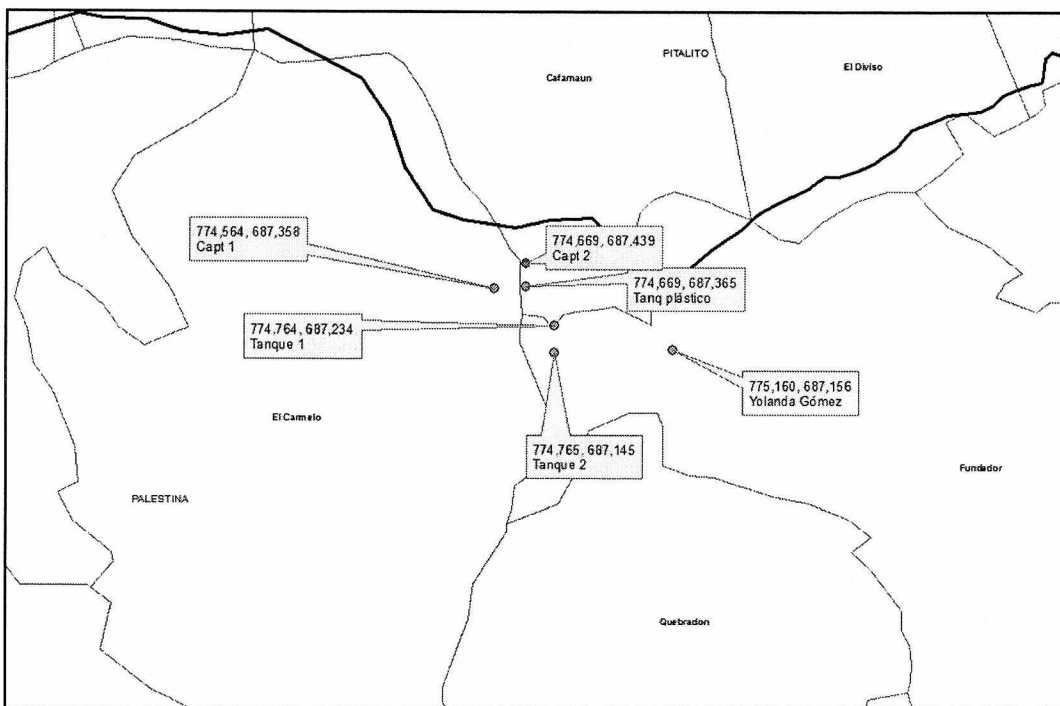 PITALITO
Cafamaun
El Diviso
774,564, 687,358
Capt 1
774,669, 687,439
Capt 2
774,669, 687,365
Tanq plástico
774,764, 687,234
Tanque 1
775,160, 687,156
Yolanda Gómez
El Carmelo
774,765, 687,145
Tanque 2
Fundador
PALESTINA
Quebradon